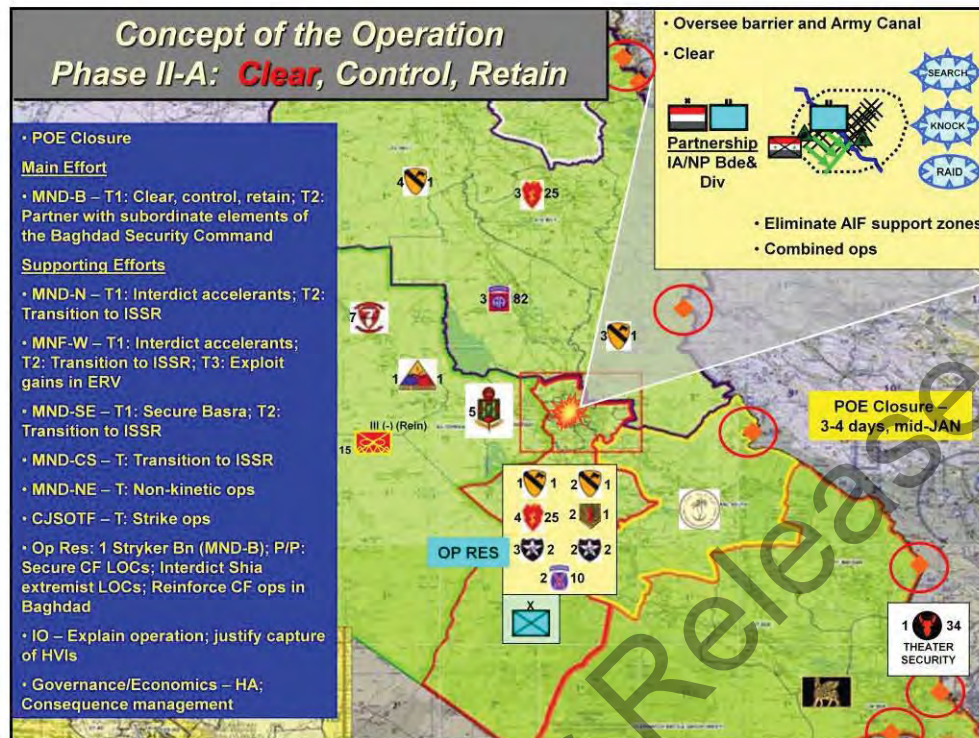 Concept of the Operation
Phase II-A: Clear, Control, Retain
• POE Closure
Main Effort
• MND-B – T1: Clear, control, retain; T2:
Partner with subordinate elements of
the Baghdad Security Command
Supporting Efforts
• MND-N – T1: Interdict accelerants; T2:
Transition to ISSR
• MNF-W – T1: Interdict accelerants;
T2: Transition to ISSR; T3: Exploit
gains in ERV
• MND-SE – T1: Secure Basra; T2:
Transition to ISSR
• MND-CS – T: Transition to ISSR
• MND-NE – T: Non-kinetic ops
• CJSOTF – T: Strike ops
• Op Res: 1 Stryker Bn (MND-B); P/P:
Secure CF LOCs; Interdict Shia
extremist LOCs; Reinforce CF ops in
Baghdad
• IO – Explain operation; justify capture
of HVIs
• Governance/Economics – HA;
Consequence management
• Oversee barrier and Army Canal
• Clear
SEARCH
KNOCK
RAID
Partnership
IA/NP Bde&
Div
• Eliminate AIF support zones
• Combined ops
4 1
3 25
3 82
7
3 1
1 1
5
III (-) (Rein)
15
POE Closure –
3-4 days, mid-JAN
OP RES
1 1 2 1
4 25 2 1
3 2 2 2
2 10
X
1 34
THEATER
SECURITY
Release